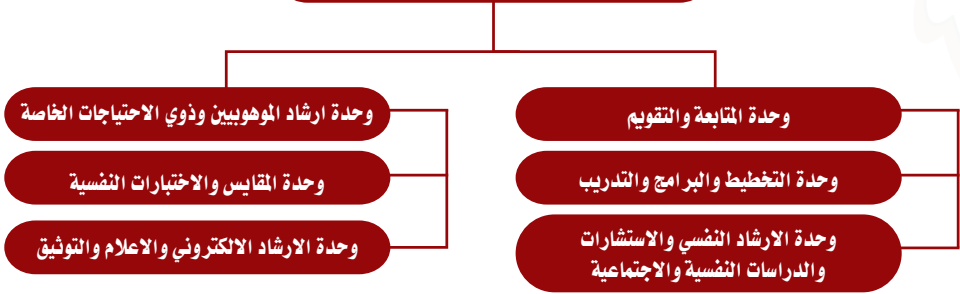 وحدة المتابعة والتقويم
وحدة التخطيط والبرامج والتدريب
وحدة الارشاد النفسي والاستشارات
والدراسات النفسية والاجتماعية
وحدة ارشاد الموهوبين وذوي الاحتياجات الخاصة
وحدة المقايس والاختبارات النفسية
وحدة الارشاد الالكتروني والاعلام والتوثيق